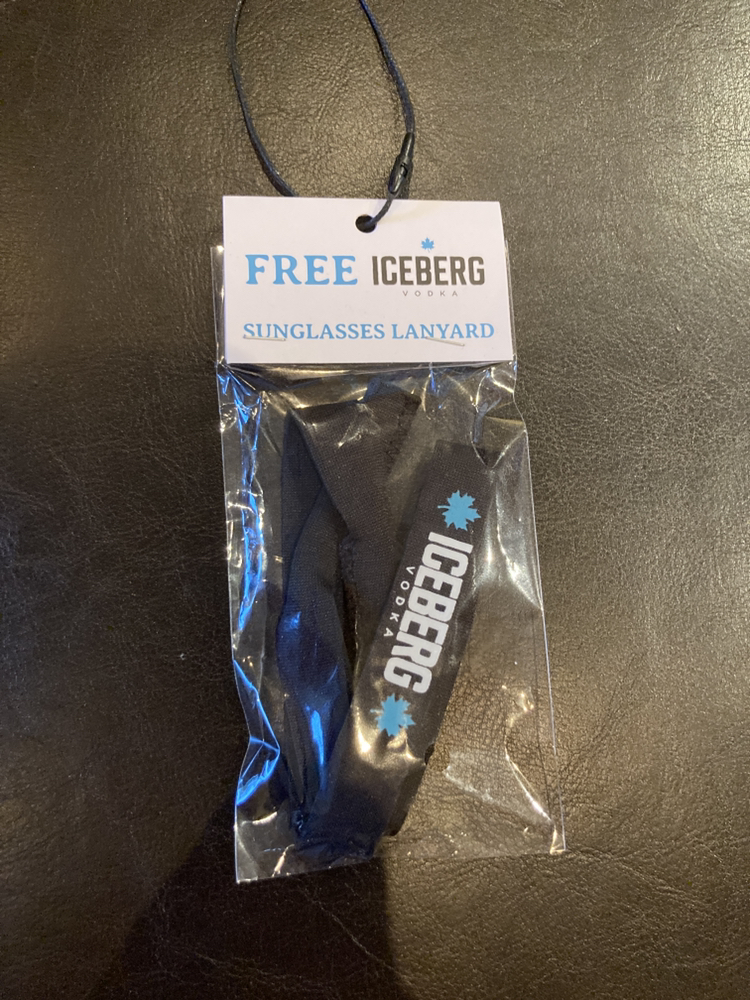 FREE ICEBERG
VODKA
SUNGLASSES LANYARD
ICEBERG
VODKA